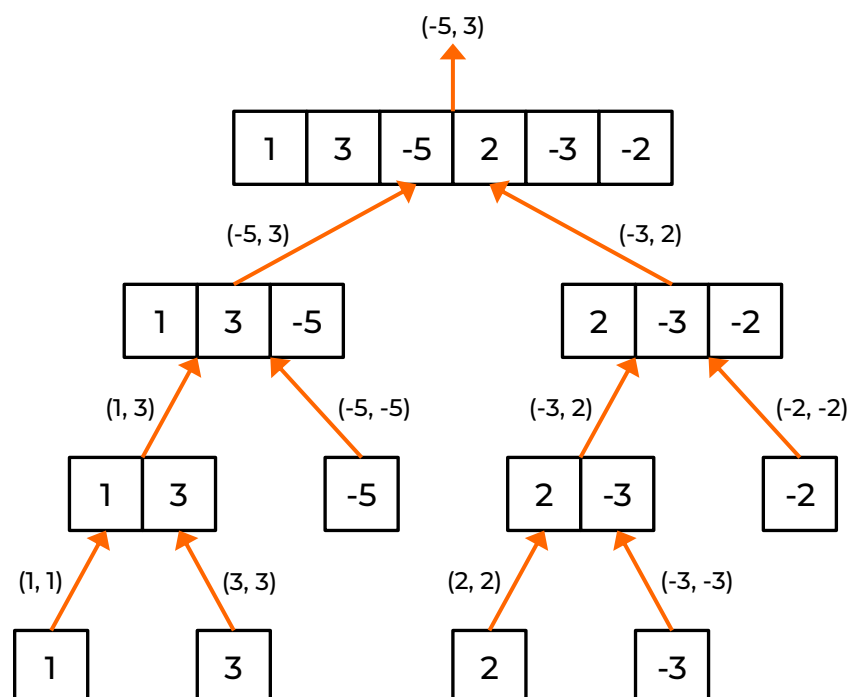 (-5, 3)
1 3 -5 2 -3 -2
(-5, 3) (-3, 2)
1 3 -5 2 -3 -2
(1, 3) (-5, -5) (-3, 2) (-2, -2)
1 3 -5 2 -3 -2
(1, 1) (3, 3) (2, 2) (-3, -3)
1 3 2 -3